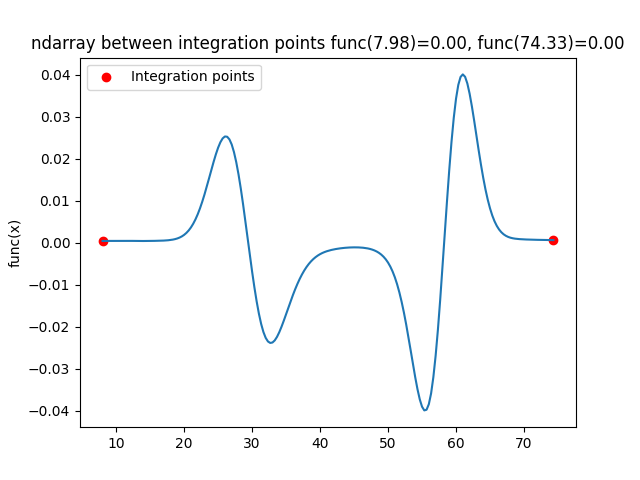 ndarray between integration points func(7.98)=0.00, func(74.33)=0.00
Integration points
func(x)
0.04
0.03
0.02
0.01
0.00
−0.01
−0.02
−0.03
−0.04
10 20 30 40 50 60 70